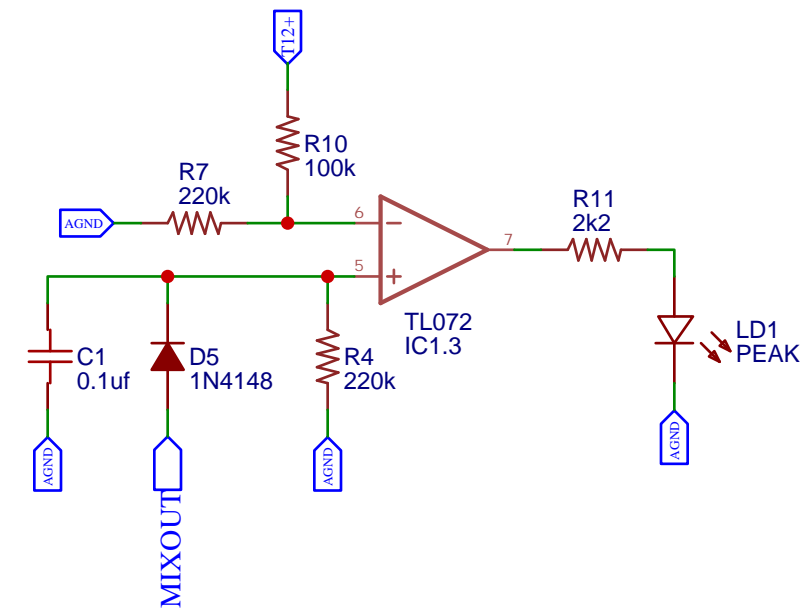 T12+
R10
100k
R7
220k
AGND
6
7
5
R11
2k2
TL072
IC1.3
LD1
PEAK
C1
0.1uf
D5
1N4148
R4
220k
AGND
MIXOUT
AGND
AGND